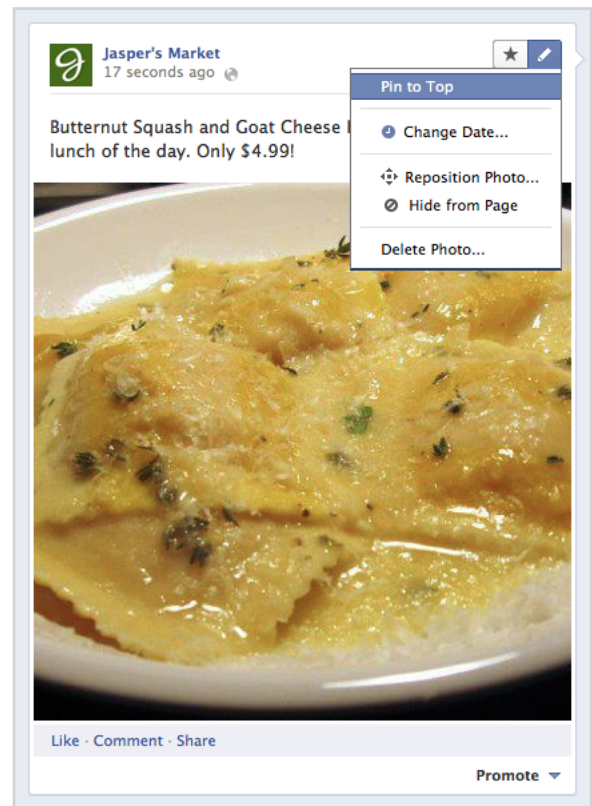 Jasper's Market
17 seconds ago
Pin to Top
Change Date...
Reposition Photo...
Hide from Page
Delete Photo...
Butternut Squash and Goat Cheese
lunch of the day. Only $4.99!
Like · Comment · Share
Promote